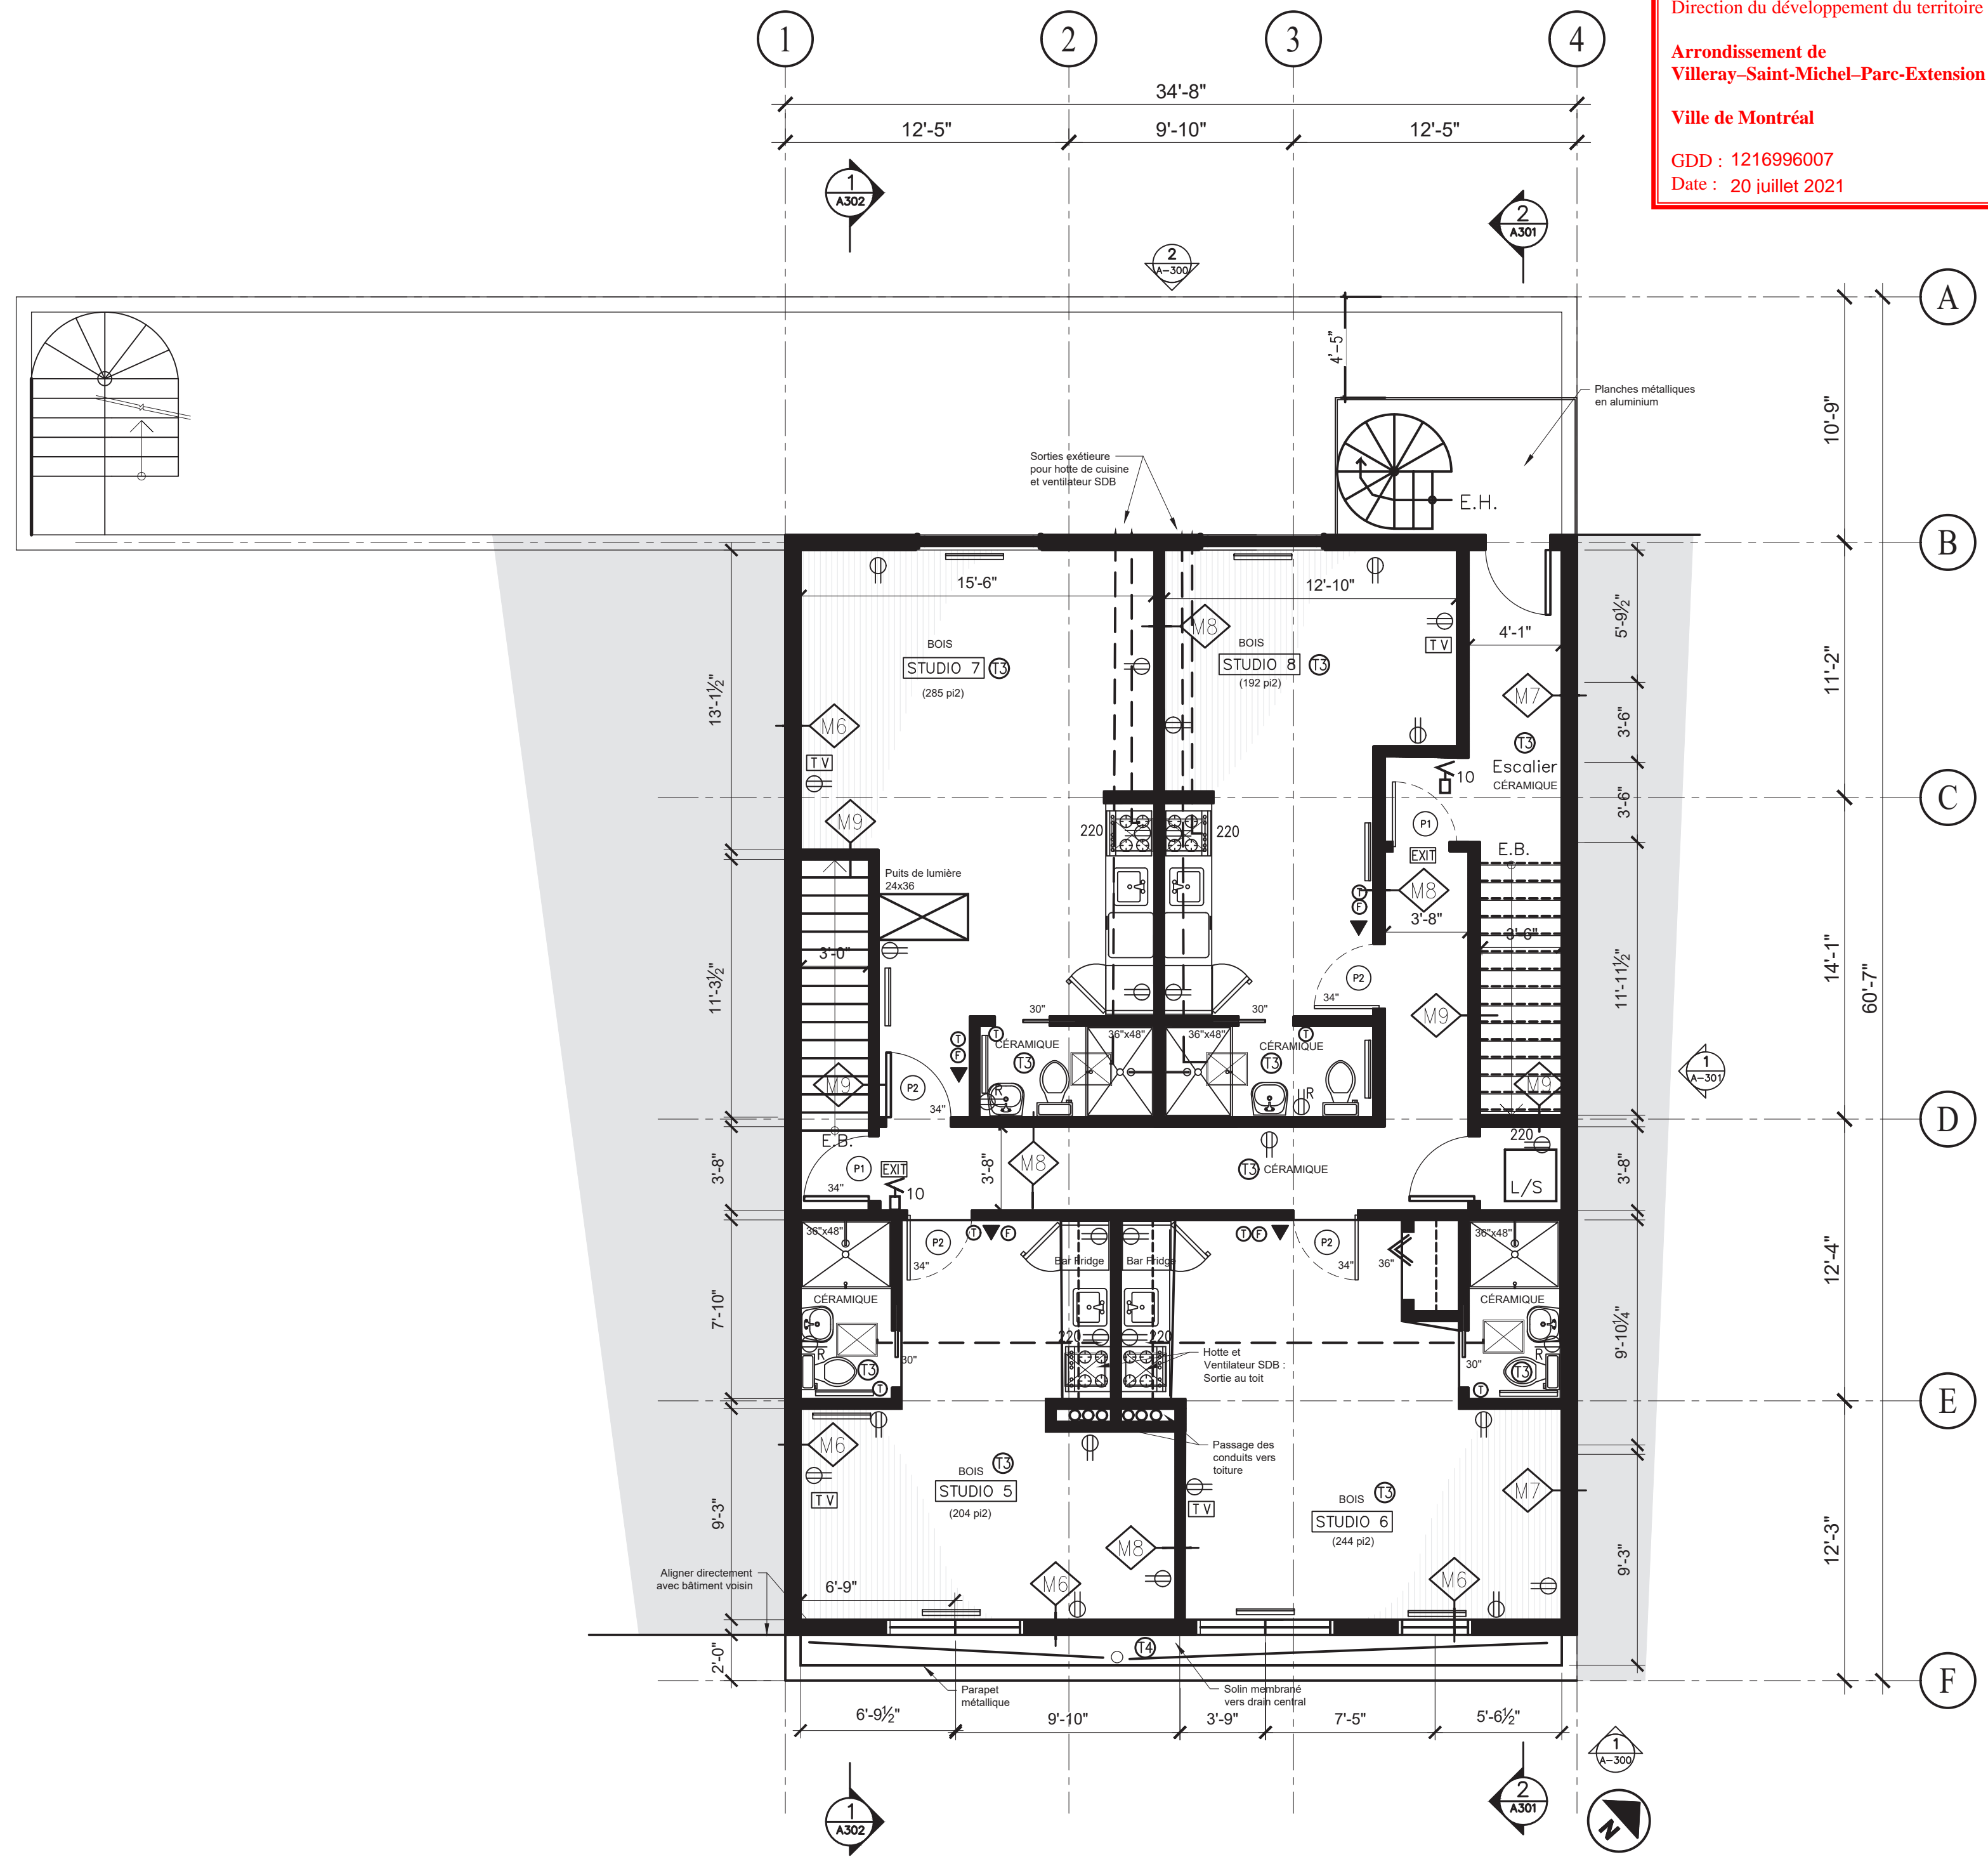 Direction du développement du territoire
Arrondissement de
Villeray–Saint-Michel–Parc-Extension
Ville de Montréal
GDD : 1216996007
Date : 20 juillet 2021
1
2
3
4
34'-8"
12'-5"
9'-10"
12'-5"
1
A302
2
A301
2
A-300
A
4'-5"
Planches métalliques
en aluminium
10'-9"
Sorties exétieure
pour hotte de cuisine
et ventilateur SDB
E.H.
B
15'-6"
12'-10"
5'-9½"
4'-1"
M8
BOIS
STUDIO 7
T3
(285 pi2)
BOIS
STUDIO 8
T3
(192 pi2)
TV
11'-2"
13'-1½"
M6
M7
3'-6"
TV
T3
Escalier
CÉRAMIQUE
10
C
3'-6"
M9
220
220
P1
EXIT
E.B.
Puits de lumière
24x36
M8
T
F
3'-8"
3'-6"
3'-0"
11'-3½"
11'-11½"
14'-1"
60'-7"
P2
34"
30"
30"
M9
T
F
T
CÉRAMIQUE
36"x48"
36"x48"
T
CÉRAMIQUE
T3
T3
1
A-301
M9
P2
34"
R
R
M9
D
E.B.
220
3'-8"
P1
EXIT
34"
10
3'-8"
M8
T3
CÉRAMIQUE
L/S
3'-8"
36"x48"
P2
34"
T
F
Bar Fridge
Bar Fridge
T
F
P2
34"
36"
36"x48"
12'-4"
CÉRAMIQUE
CÉRAMIQUE
7'-10"
9'-10¼"
220
220
R
R
30"
30"
T3
T
Hotte et
Ventilateur SDB :
Sortie au toit
T3
T
E
M6
Passage des
conduits vers
toiture
BOIS
T3
STUDIO 5
(204 pi2)
TV
TV
BOIS
T3
STUDIO 6
(244 pi2)
M7
9'-3"
M8
12'-3"
9'-3"
Aligner directement
avec bâtiment voisin
6'-9"
M6
M6
2'-0"
T4
Parapet
métallique
Solin membrané
vers drain central
F
6'-9½"
9'-10"
3'-9"
7'-5"
5'-6½"
1
A-300
1
A302
2
A301
N